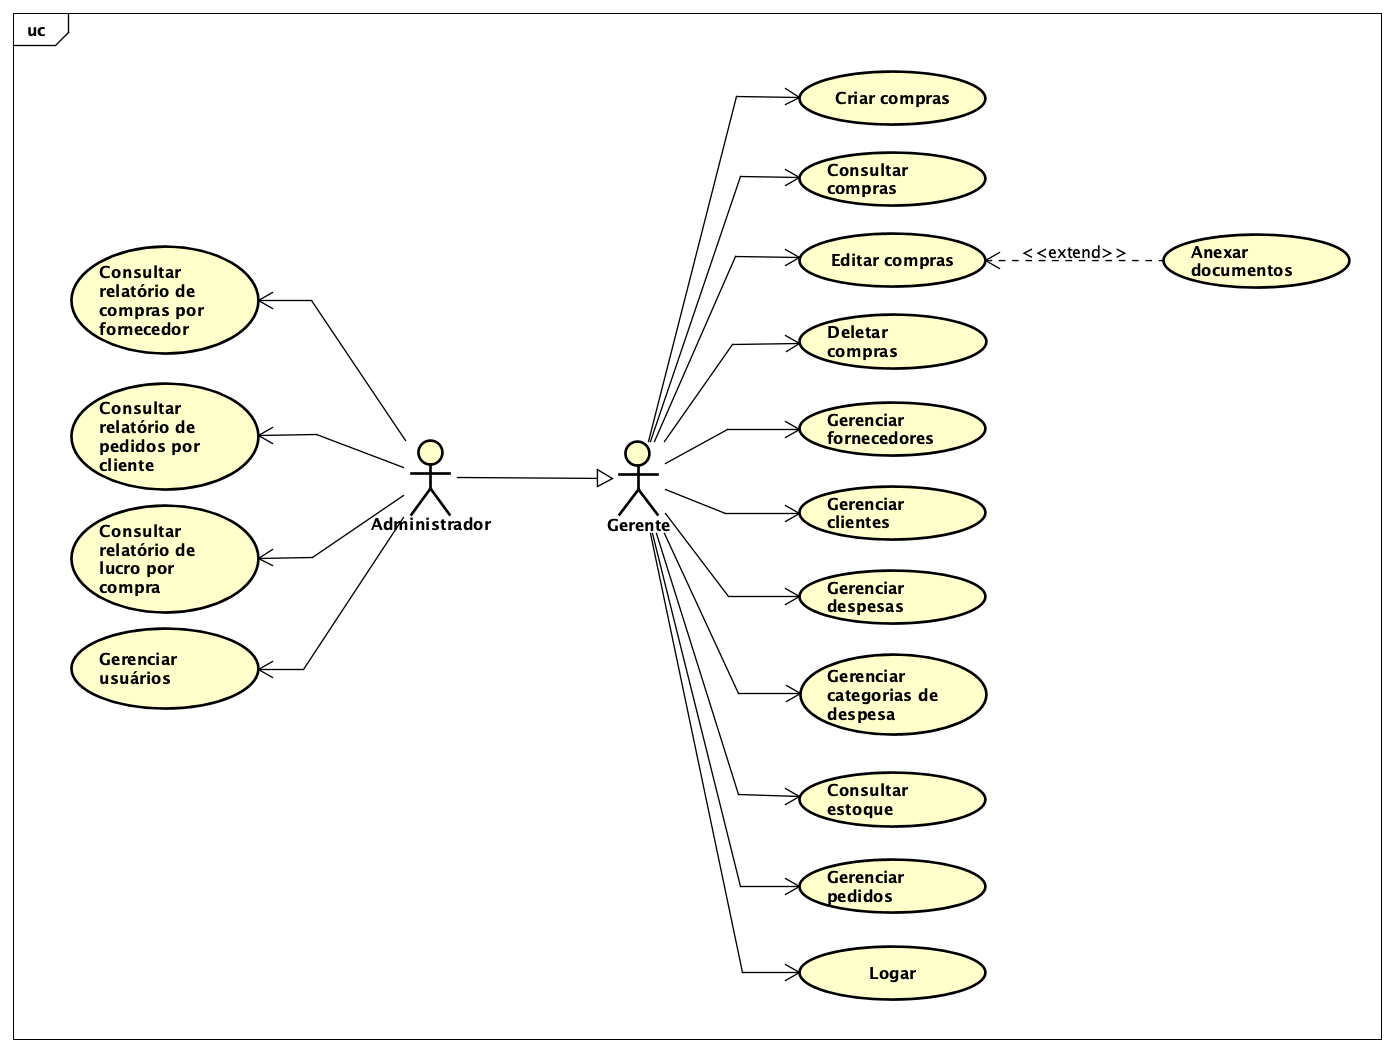 uc
Criar compras
Consultar
compras
Editar compras
<<extend>>
Anexar
documentos
Deletar
compras
Gerenciar
fornecedores
Gerenciar
clientes
Gerenciar
despesas
Gerenciar
categorias de
despesa
Consultar
estoque
Gerenciar
pedidos
Logar
Consultar
relatório de
compras por
fornecedor
Consultar
relatório de
pedidos por
cliente
Consultar
relatório de
lucro por
compra
Gerenciar
usuários
Administrador
Gerente